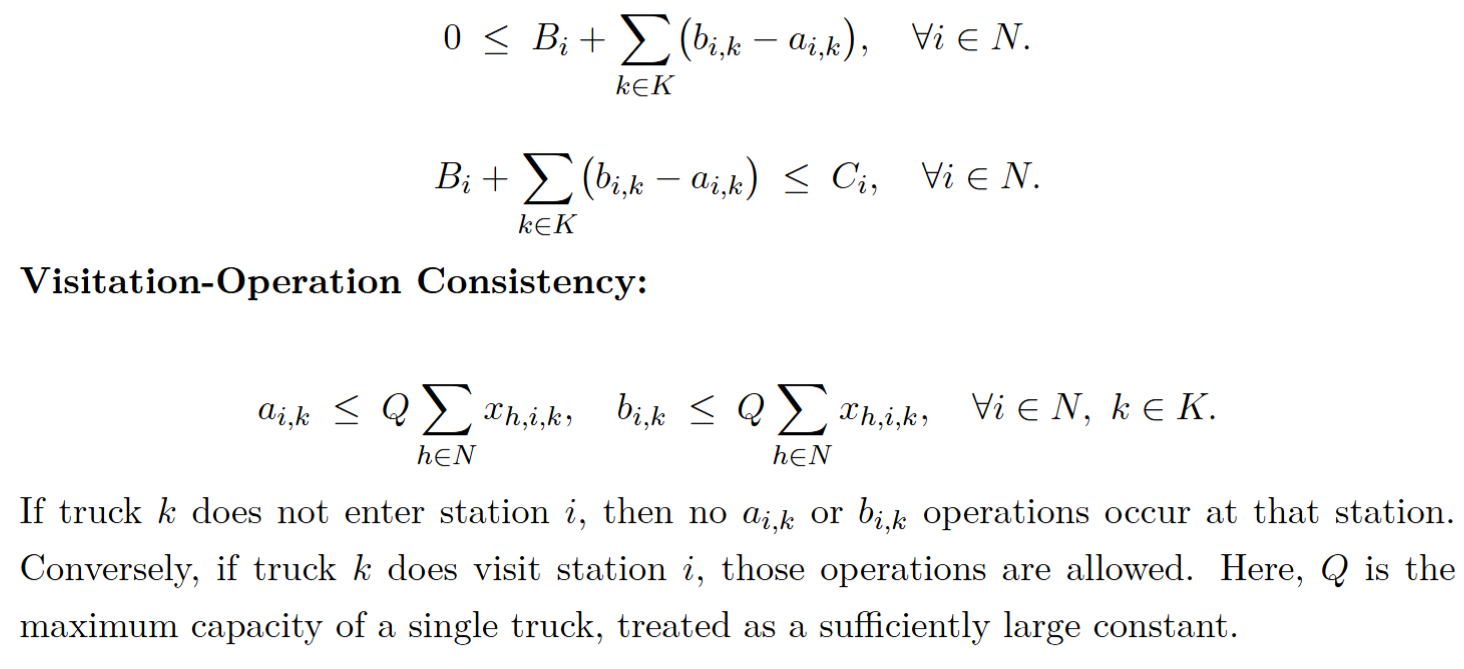 0 ≤ B_i + ∑_{k∈K} (b_{i,k} − a_{i,k}), ∀i ∈ N.
B_i + ∑_{k∈K} (b_{i,k} − a_{i,k}) ≤ C_i, ∀i ∈ N.
Visitation-Operation Consistency:
a_{i,k} ≤ Q ∑_{h∈N} x_{h,i,k}, b_{i,k} ≤ Q ∑_{h∈N} x_{h,i,k}, ∀i ∈ N, k ∈ K.
If truck k does not enter station i, then no a_{i,k} or b_{i,k} operations occur at that station.
Conversely, if truck k does visit station i, those operations are allowed. Here, Q is the
maximum capacity of a single truck, treated as a sufficiently large constant.